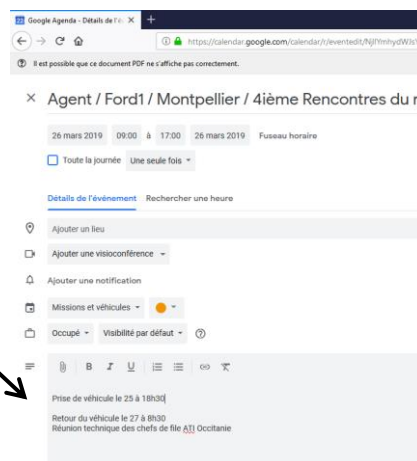 Google Agenda - Détails de l'é
https://calendar.google.com/calendar/r/eventedit/
Il est possible que ce document PDF ne s'affiche pas correctement.
Agent / Ford1 / Montpellier / 4ième Rencontres du
26 mars 2019 09:00 à 17:00 26 mars 2019 Fuseau horaire
Toute la journée Une seule fois
Détails de l'événement Rechercher une heure
Ajouter un lieu
Ajouter une visioconférence
Ajouter une notification
Missions et véhicules
Occupé Visibilité par défaut
B I U
Prise de véhicule le 25 à 18h30
Retour du véhicule le 27 à 8h30
Réunion technique des chefs de file ATI Occitanie